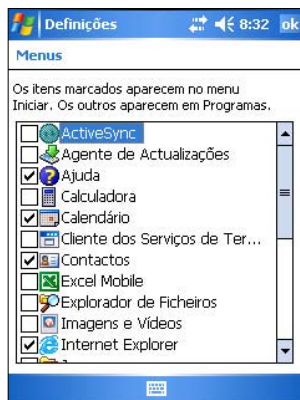 Definições
8:32
ok
Menus
Os itens marcados aparecem no menu
Iniciar. Os outros aparecem em Programas.
ActiveSync
Agente de Actualizações
Ajuda
Calculadora
Calendário
Cliente dos Serviços de Ter...
Contactos
Excel Mobile
Explorador de Ficheiros
Imagens e Vídeos
Internet Explorer